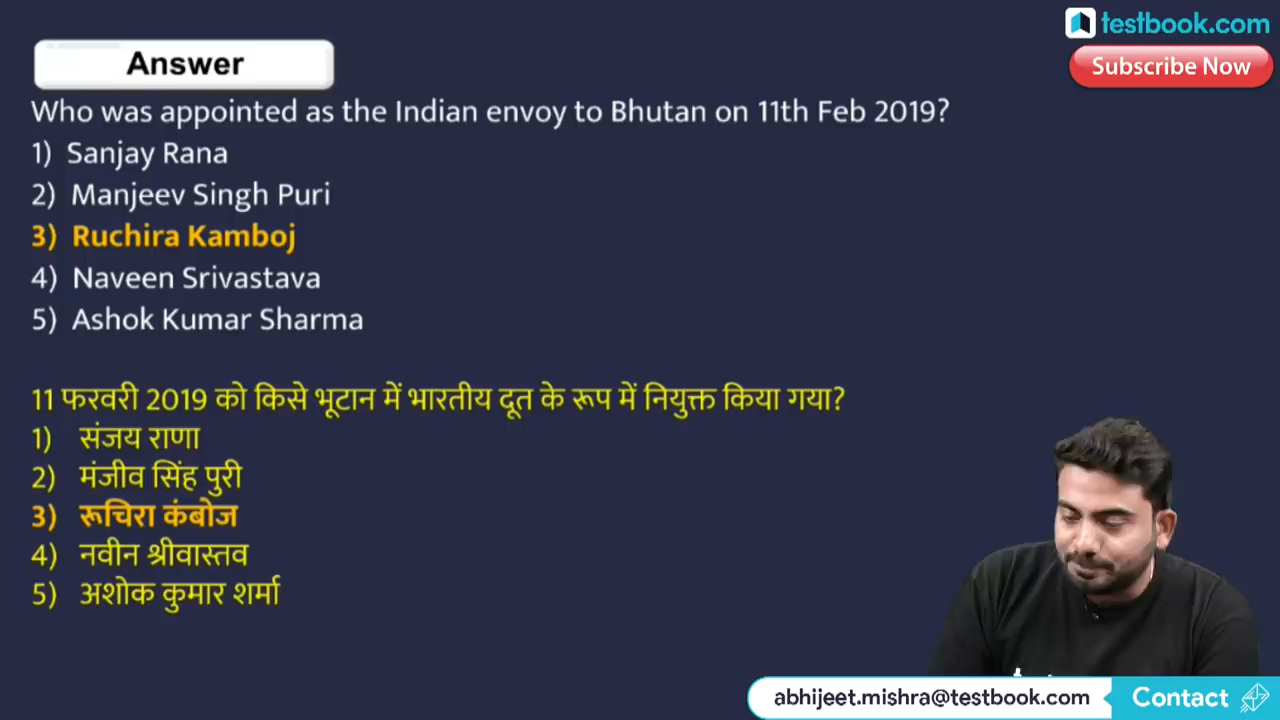 testbook.com
Subscribe Now
Answer
Who was appointed as the Indian envoy to Bhutan on 11th Feb 2019?
1) Sanjay Rana
2) Manjeev Singh Puri
3) Ruchira Kamboj
4) Naveen Srivastava
5) Ashok Kumar Sharma
11 फरवरी 2019 को किसे भूटान में भारतीय दूत के रूप में नियुक्त किया गया?
1) संजय राणा
2) मंजीव सिंह पुरी
3) रूचिरा कंबोज
4) नवीन श्रीवास्तव
5) अशोक कुमार शर्मा
abhijeet.mishra@testbook.com
Contact